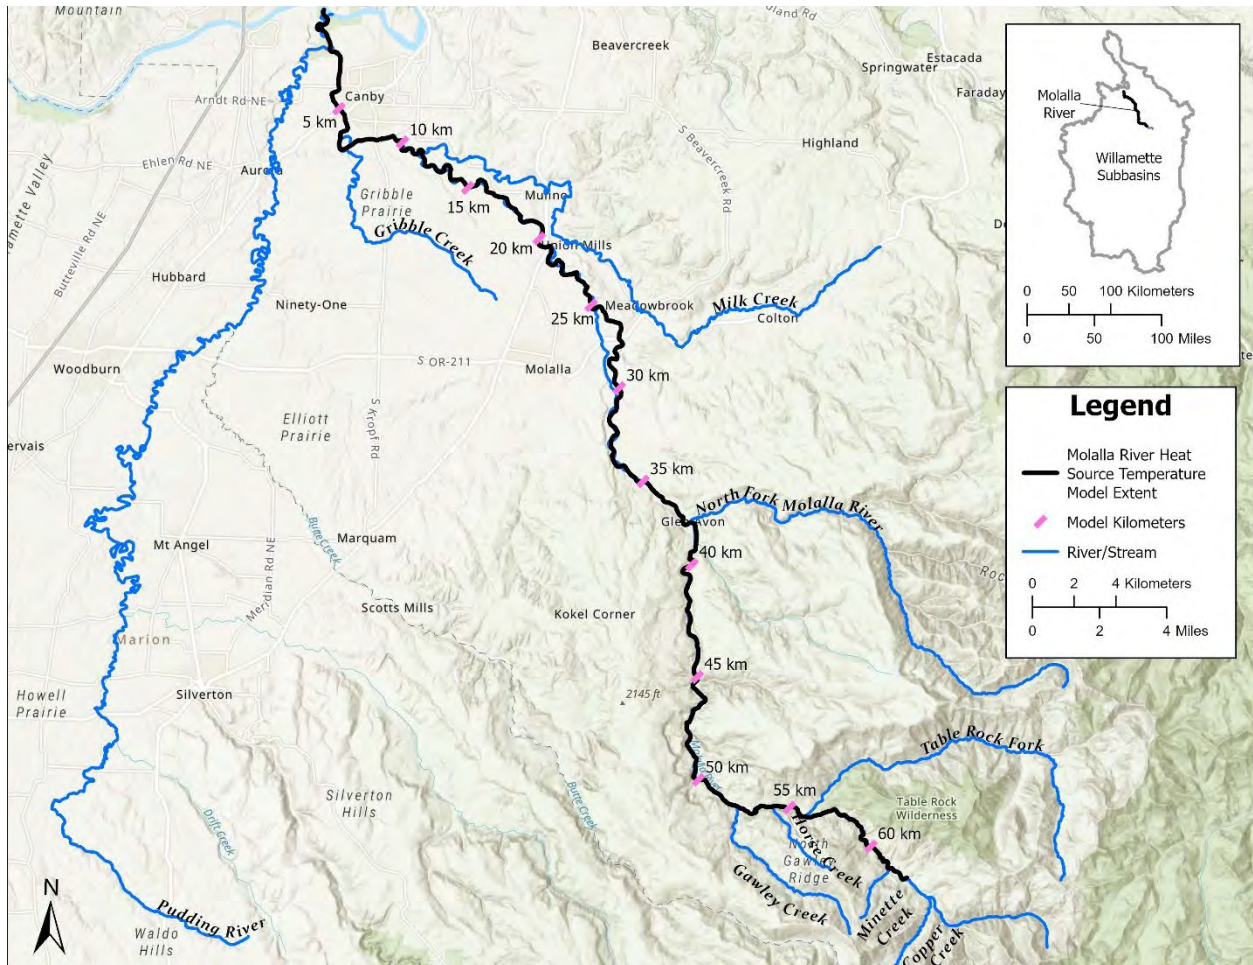 Mountain
Beavercreek
Springwater
Estacada
Faraday
Arndt Rd NE
Canby
5 km
10 km
S Beavercreek Rd
Highland
Ehlen Rd NE
Aurora
Gribble
Prairie
Mulino
15 km
Gribble Creek
20 km
Union Mills
Butteville Rd NE
Hubbard
Ninety-One
25 km
Meadowbrook
Milk Creek
Colton
S OR-211
Molalla
30 km
Woodburn
S Kropf Rd
Elliott
Prairie
ervais
35 km
North Fork Molalla River
Glen Avon
Butte Creek
Mt Angel
Marquam
Meridian Rd NE
40 km
Scotts Mills
Kokel Corner
Marion
45 km
Howell
Prairie
Silverton
2145 ft
Table Rock Fork
50 km
55 km
Silverton
Hills
Butte Creek
Table Rock
Wilderness
60 km
Drift Creek
Horse Creek
North
Gawley
Ridge
Gawley Creek
Minette
Creek
Copper
Creek
Pudding River
Waldo
Hills
N
Molalla
River
Willamette
Subbasins
0 50 100 Kilometers
0 50 100 Miles
Legend
Molalla River Heat
Source Temperature
Model Extent
Model Kilometers
River/Stream
0 2 4 Kilometers
0 2 4 Miles